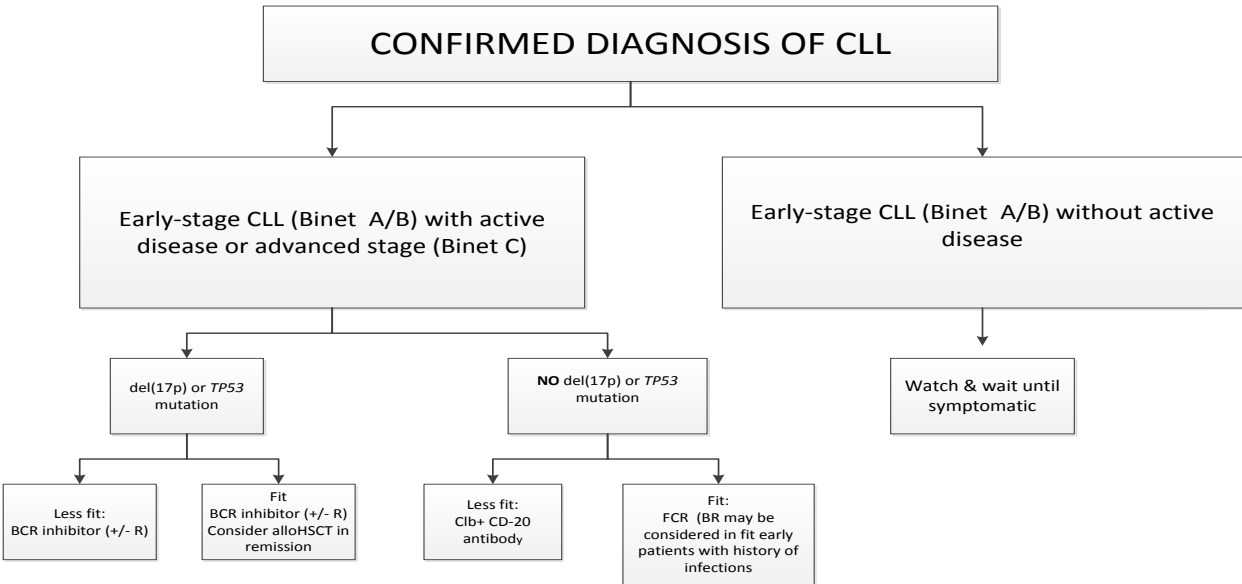 CONFIRMED DIAGNOSIS OF CLL
Early-stage CLL (Binet A/B) with active
disease or advanced stage (Binet C)
Early-stage CLL (Binet A/B) without active
disease
del(17p) or TP53
mutation
NO del(17p) or TP53
mutation
Watch & wait until
symptomatic
Less fit:
BCR inhibitor (+/- R)
Fit
BCR inhibitor (+/- R)
Consider alloHSCT in
remission
Less fit:
Clb+ CD-20
antibody
Fit:
FCR (BR may be
considered in fit early
patients with history of
infections